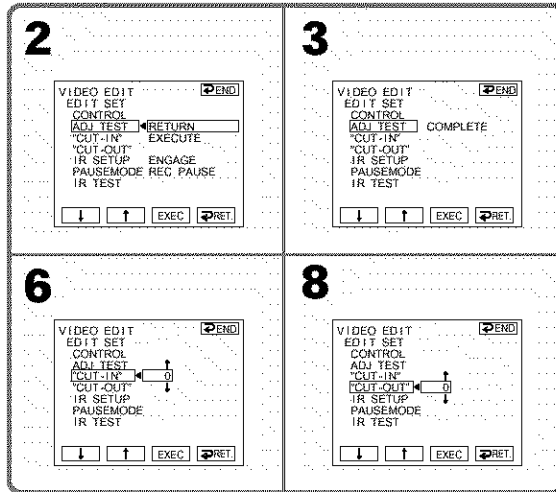 2
VIDEO EDIT
END
EDIT SET
CONTROL
ADJ TEST RETURN
"CUT-IN" EXECUTE
"CUT-OUT"
IR SETUP ENGAGE
PAUSEMODE REC PAUSE
IR TEST
↓ ↑ EXEC RET.
3
VIDEO EDIT
END
EDIT SET
CONTROL
ADJ TEST COMPLETE
"CUT-IN"
"CUT-OUT"
IR SETUP
PAUSEMODE
IR TEST
↓ ↑ EXEC RET.
6
VIDEO EDIT
END
EDIT SET
CONTROL
ADJ TEST
"CUT-IN" 0
"CUT-OUT"
IR SETUP
PAUSEMODE
IR TEST
↓ ↑ EXEC RET.
8
VIDEO EDIT
END
EDIT SET
CONTROL
ADJ TEST
"CUT-IN"
"CUT-OUT" 0
IR SETUP
PAUSEMODE
IR TEST
↓ ↑ EXEC RET.